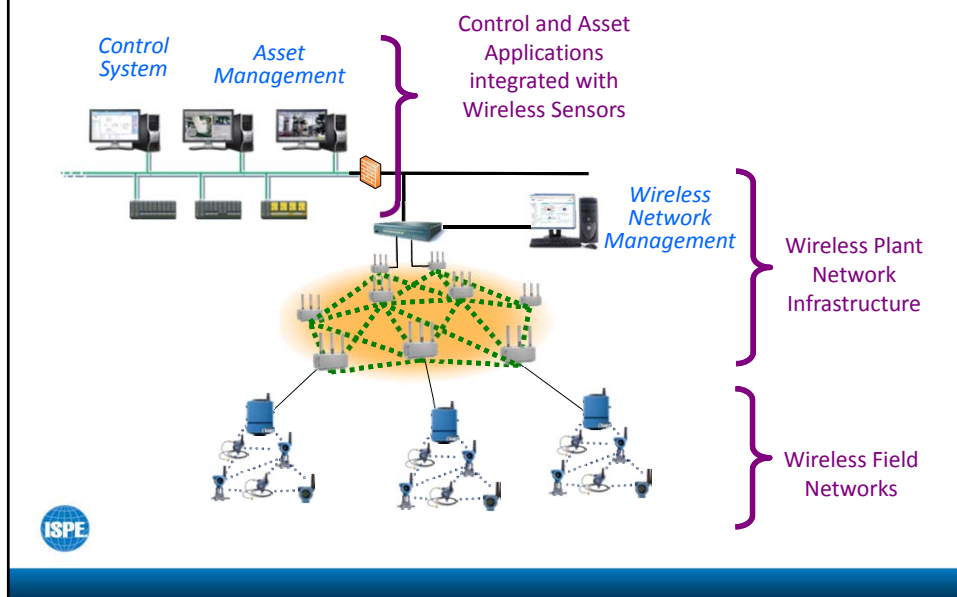 Control
System
Asset
Management
Control and Asset
Applications
integrated with
Wireless Sensors
Wireless
Network
Management
Wireless Plant
Network
Infrastructure
Wireless Field
Networks
ISPE